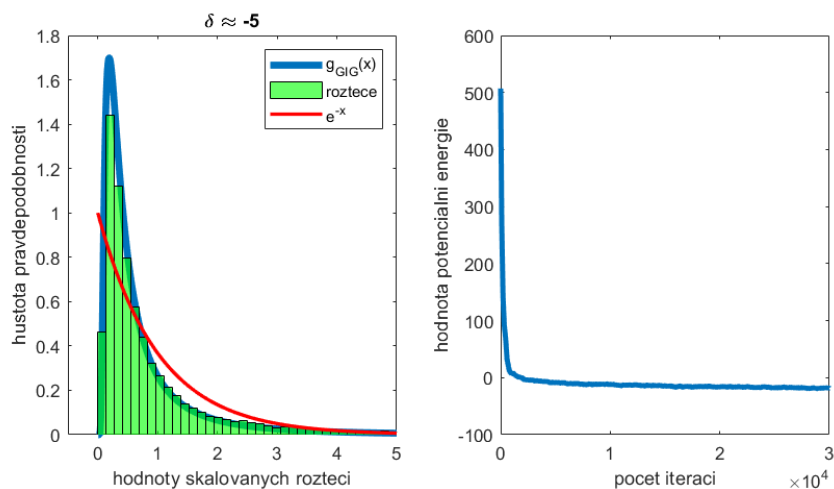 δ ≈ -5
1.8
1.6
1.4
1.2
1
0.8
0.6
0.4
0.2
0
hustota pravdepodobnosti
g_GIG(x)
roztece
e^-x
0 1 2 3 4 5
hodnoty skalovanych rozteci
600
500
400
300
200
100
0
-100
hodnota potencialni energie
0 1 2 3
×10^4
pocet iteraci